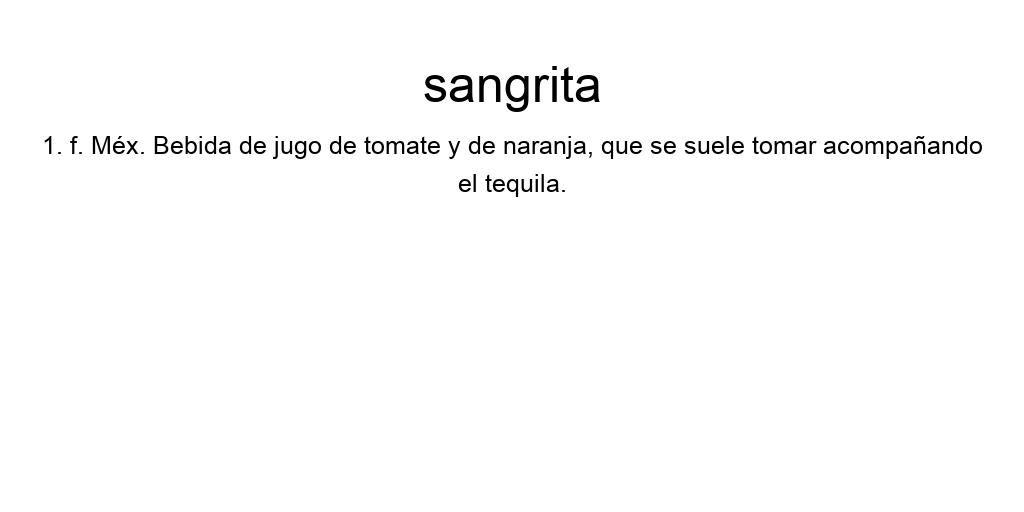 sangrita
1. f. Méx. Bebida de jugo de tomate y de naranja, que se suele tomar acompañando
el tequila.